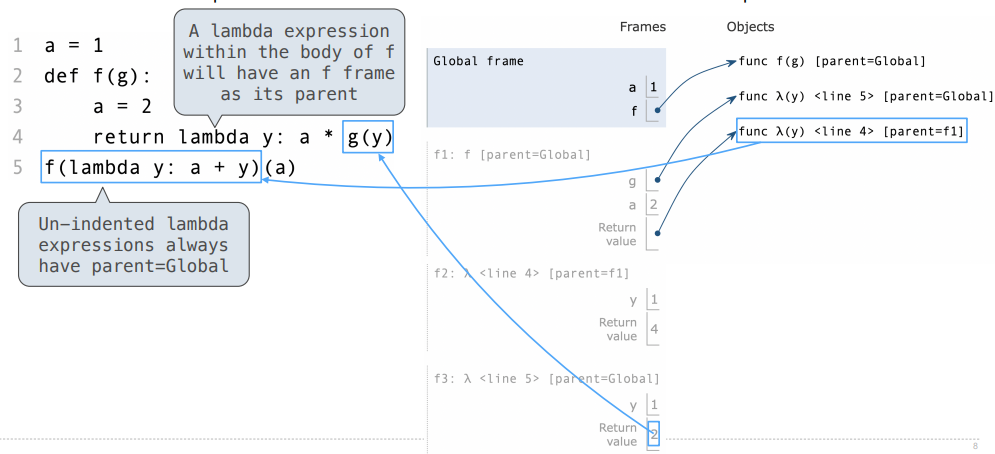 A lambda expression
within the body of f
will have an f frame
as its parent
1 a = 1
2 def f(g):
3 a = 2
4 return lambda y: a * g(y)
5 f(lambda y: a + y)(a)
Un-indented lambda
expressions always
have parent=Global
Frames Objects
Global frame
a 1
f
func f(g) [parent=Global]
func λ(y) <line 5> [parent=Global]
func λ(y) <line 4> [parent=f1]
f1: f [parent=Global]
g
a 2
Return
value
f2: λ <line 4> [parent=f1]
y 1
Return
value 4
f3: λ <line 5> [parent=Global]
y 1
Return
value 2
8